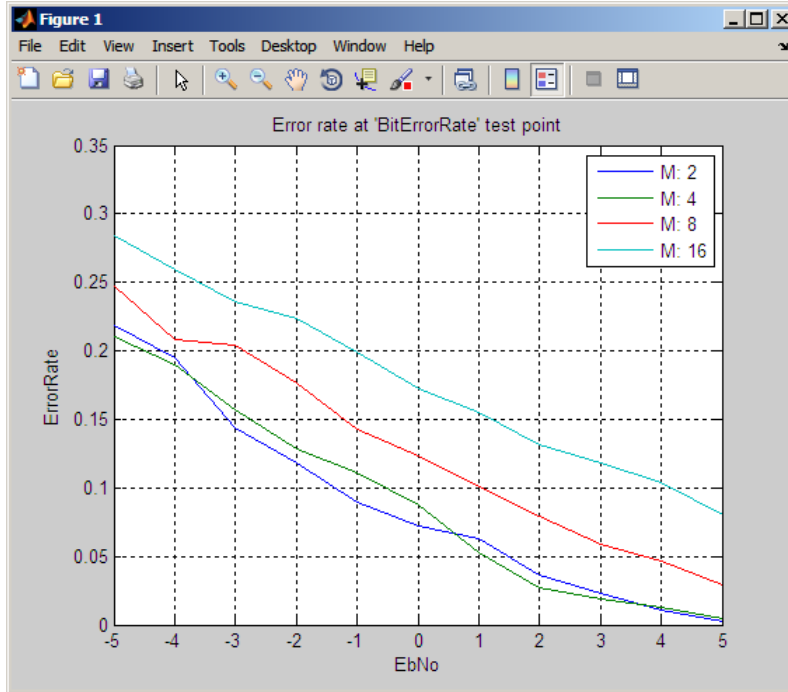 Figure 1
File Edit View Insert Tools Desktop Window Help
Error rate at 'BitErrorRate' test point
0.35
0.3
0.25
0.2
0.15
0.1
0.05
0
ErrorRate
M: 2
M: 4
M: 8
M: 16
-5 -4 -3 -2 -1 0 1 2 3 4 5
EbNo